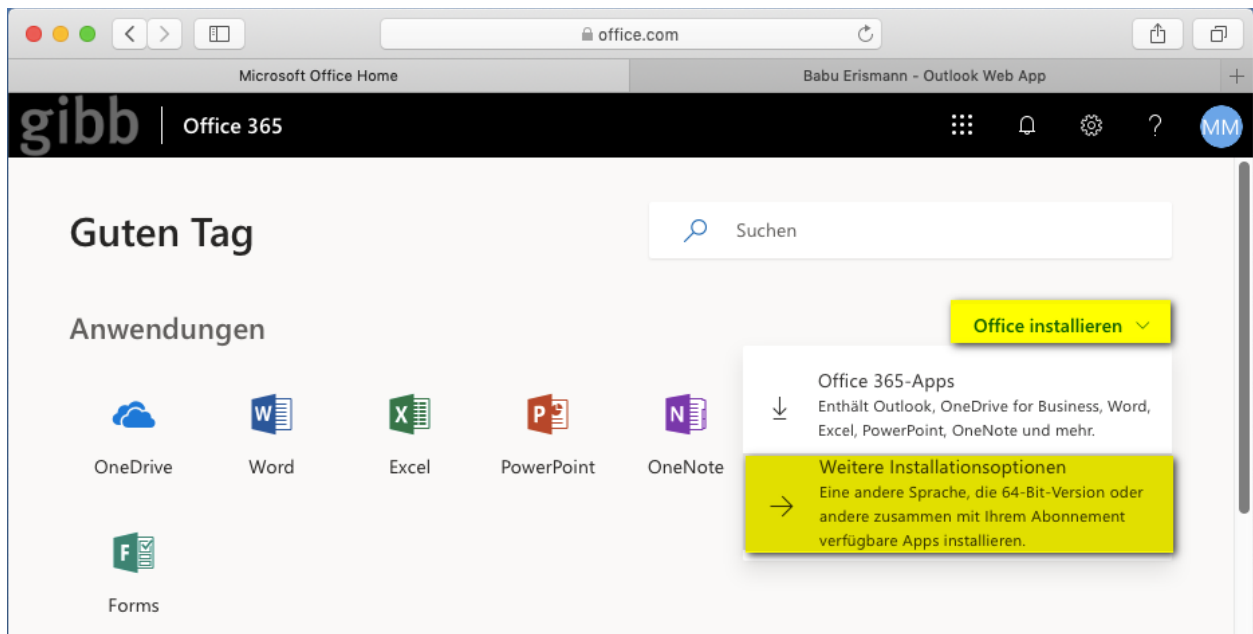 office.com
Microsoft Office Home
Babu Erismann - Outlook Web App
gibb
Office 365
MM
Guten Tag
Suchen
Anwendungen
Office installieren
Office 365-Apps
Enthält Outlook, OneDrive for Business, Word,
Excel, PowerPoint, OneNote und mehr.
Weitere Installationsoptionen
Eine andere Sprache, die 64-Bit-Version oder
andere zusammen mit Ihrem Abonnement
verfügbare Apps installieren.
OneDrive
Word
Excel
PowerPoint
OneNote
Forms